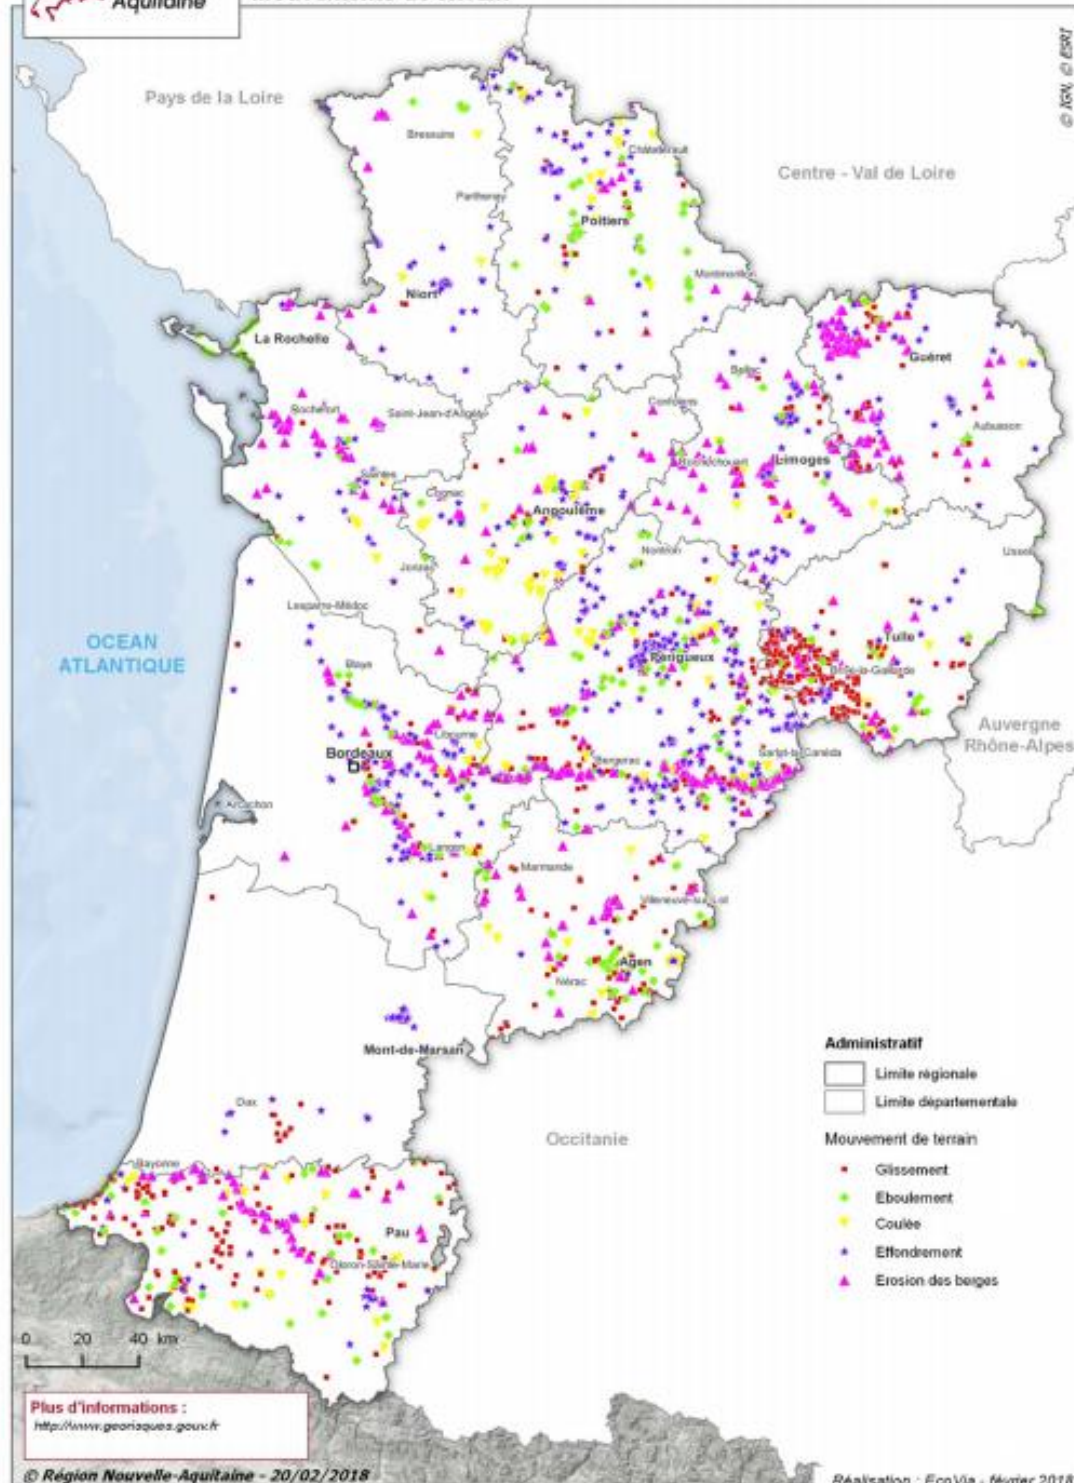 Aquitaine
© IGN, © ESRI
Pays de la Loire
Bressuire
Châtellerault
Centre - Val de Loire
Parthenay
Poitiers
Montmorillon
Niort
La Rochelle
Guéret
Bellac
Rochefort
Saint-Jean-d'Angély
Confolens
Aubusson
Saintes
Rochechouart
Limoges
Cognac
Angoulême
Nontron
Ussel
Jonzac
Lesparre-Médoc
OCEAN
ATLANTIQUE
Blaye
Périgueux
Tulle
Brive-la-Gaillarde
Auvergne
Rhône-Alpes
Libourne
Bordeaux
Bergerac
Sarlat-la-Canéda
Arcachon
Langon
Marmande
Villeneuve-sur-Lot
Agen
Nérac
Mont-de-Marsan
Administratif
Limite régionale
Limite départementale
Dax
Occitanie
Mouvement de terrain
Bayonne
Glissement
Eboulement
Coulée
Pau
Effondrement
Oloron-Sainte-Marie
Erosion des berges
0 20 40 km
Plus d'informations :
http://www.georisques.gouv.fr
© Région Nouvelle-Aquitaine - 20/02/2018
Réalisation : EcoVia - février 2018